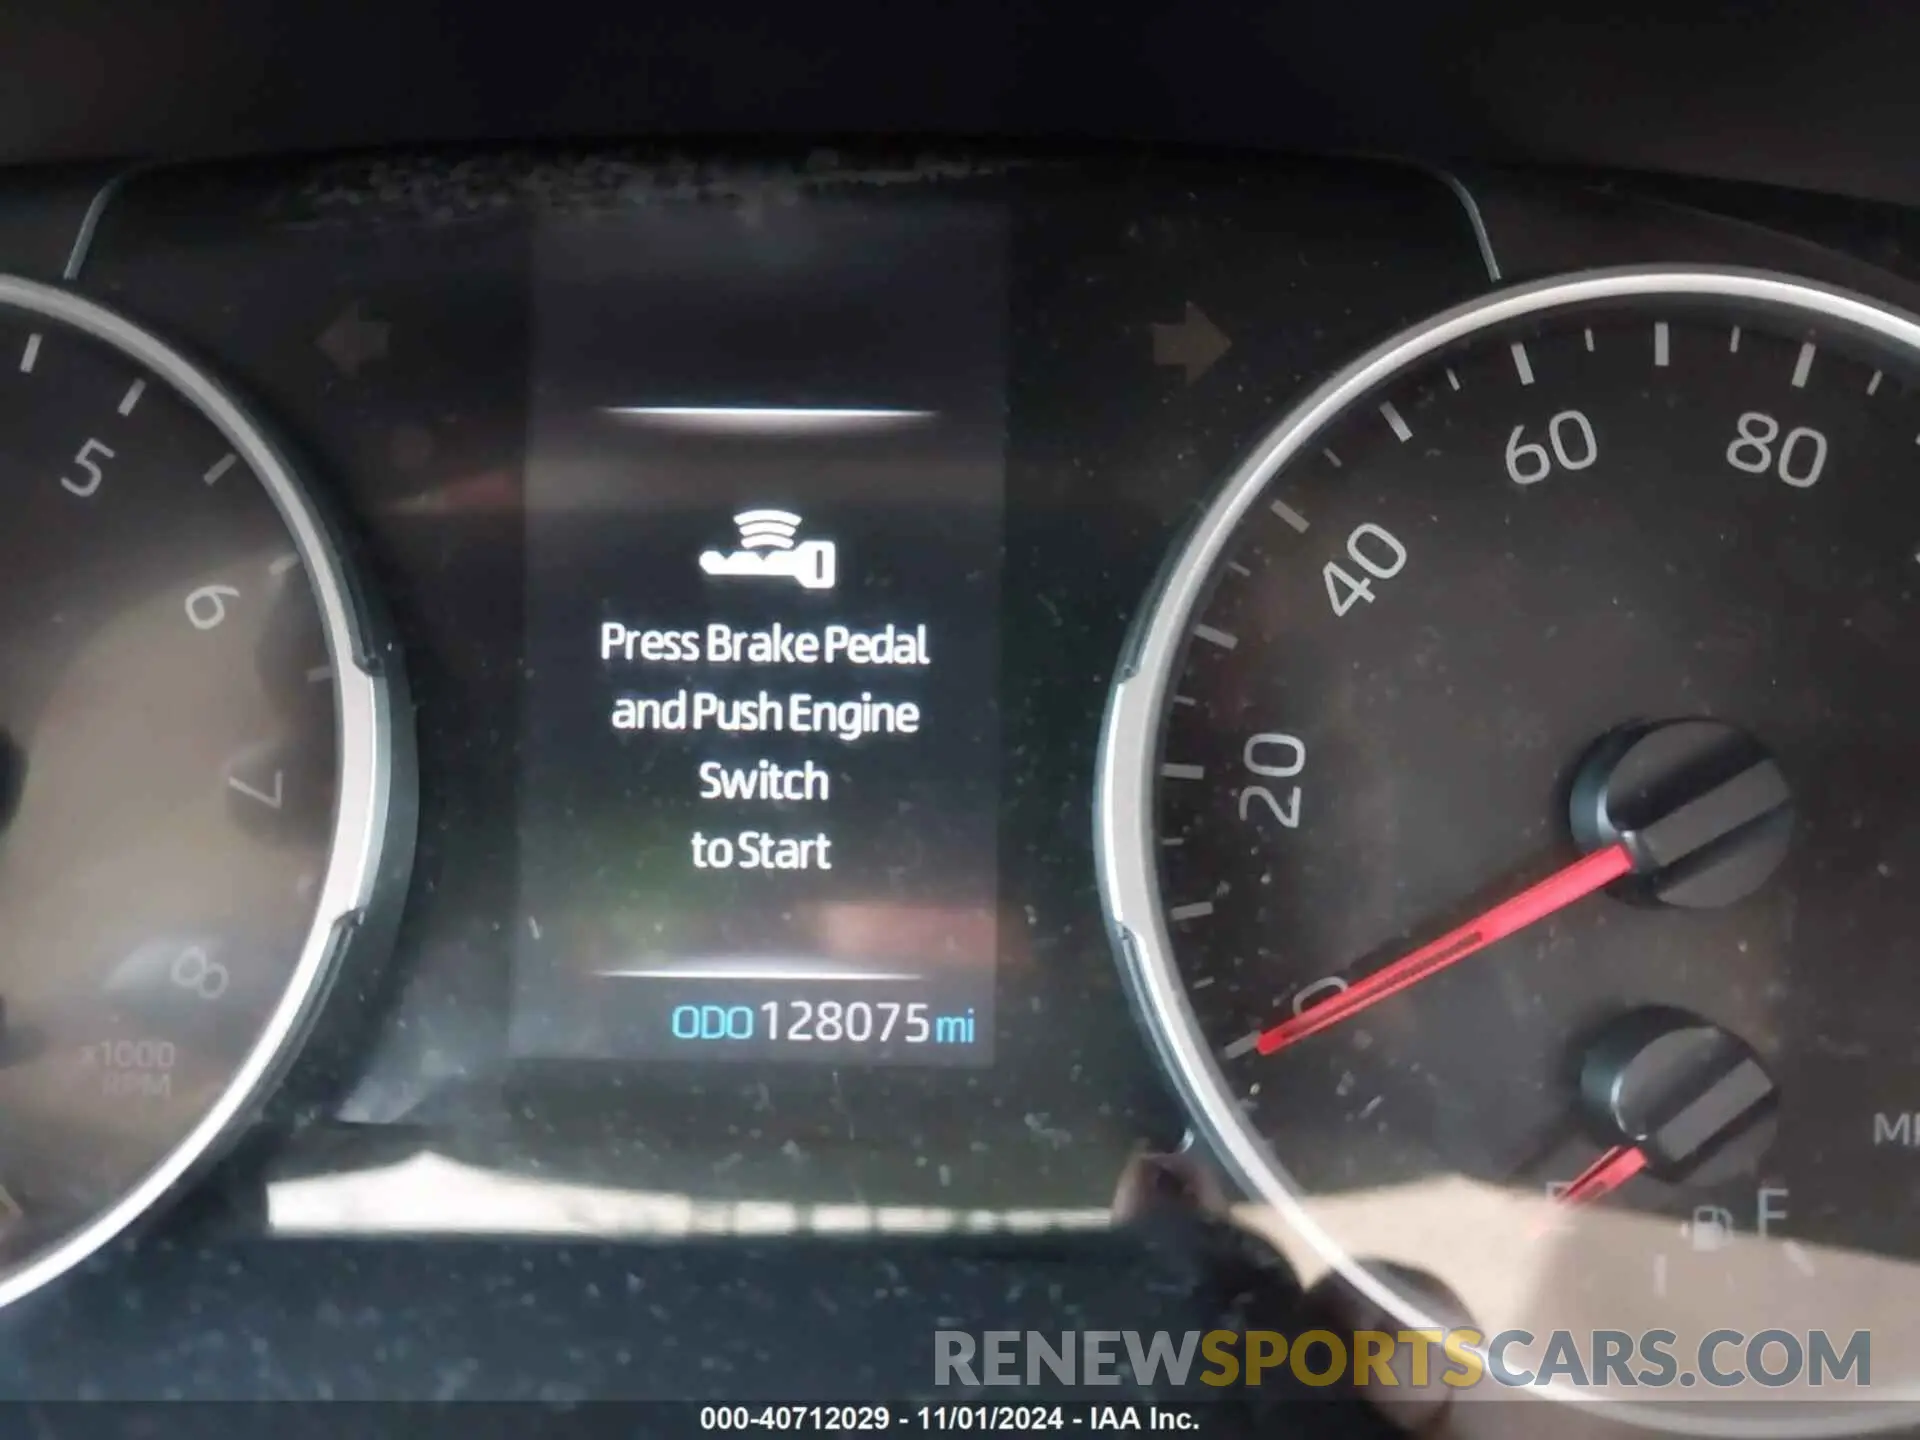 5
6
7
8
x1000
RPM
Press Brake Pedal
and Push Engine
Switch
to Start
ODO 128075 mi
0
20
40
60
80
E
F
RENEWSPORTSCARS.COM
000-40712029 - 11/01/2024 - IAA Inc.